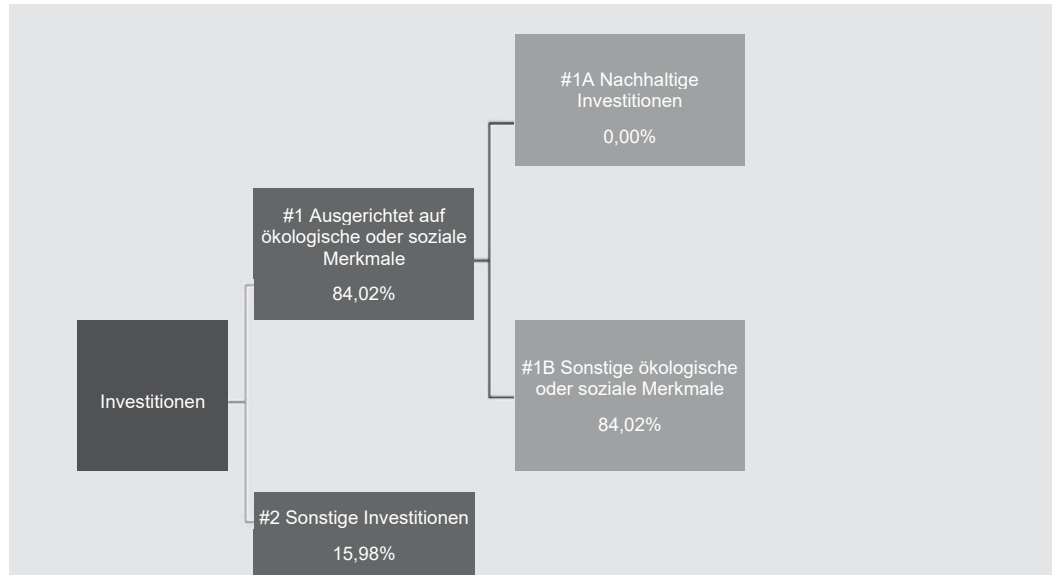 #1A Nachhaltige
Investitionen
0,00%
#1 Ausgerichtet auf
ökologische oder soziale
Merkmale
84,02%
Investitionen
#1B Sonstige ökologische
oder soziale Merkmale
84,02%
#2 Sonstige Investitionen
15,98%